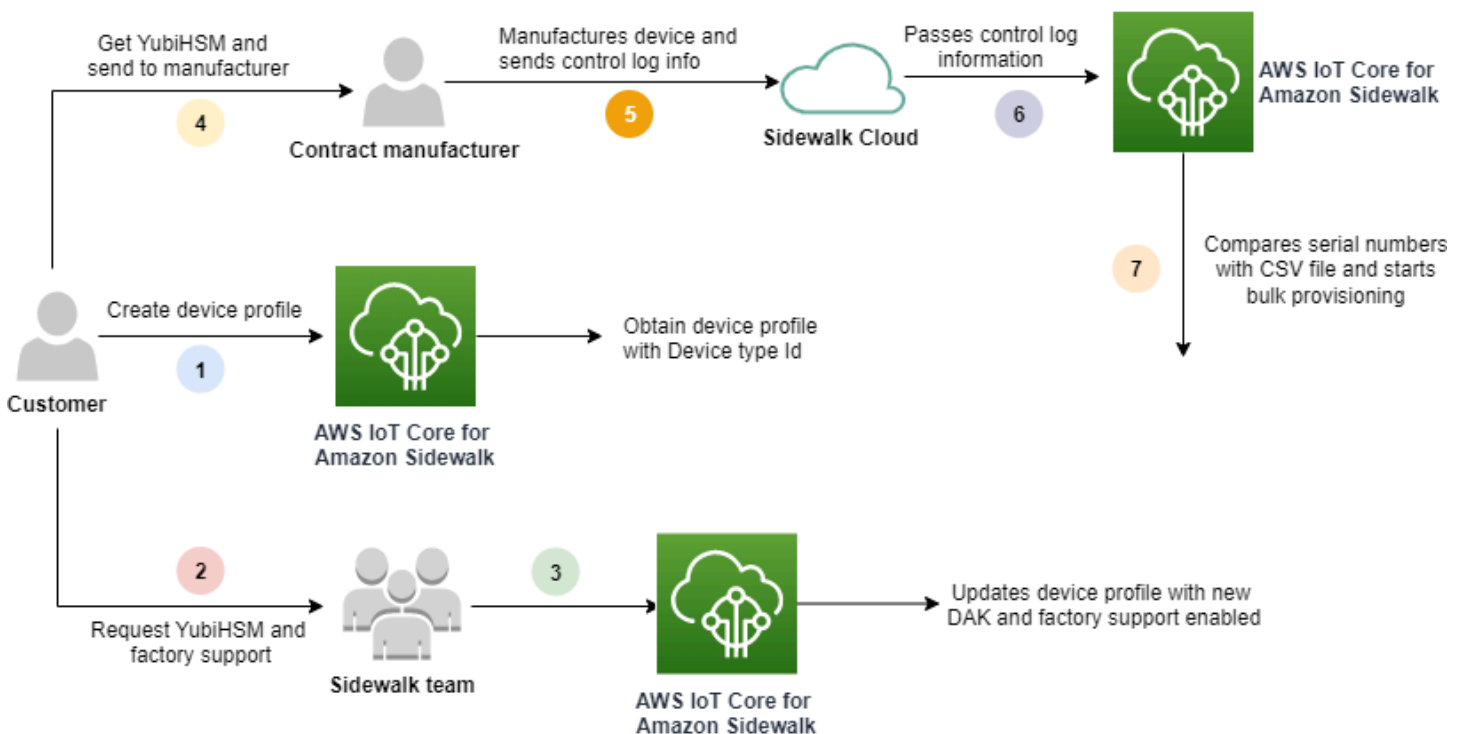 Get YubiHSM and
send to manufacturer
4
Contract manufacturer
Manufactures device and
sends control log info
5
Sidewalk Cloud
Passes control log
information
6
AWS IoT Core for
Amazon Sidewalk
7
Compares serial numbers
with CSV file and starts
bulk provisioning
Customer
Create device profile
1
AWS IoT Core for
Amazon Sidewalk
Obtain device profile
with Device type Id
2
Request YubiHSM and
factory support
Sidewalk team
3
AWS IoT Core for
Amazon Sidewalk
Updates device profile with new
DAK and factory support enabled